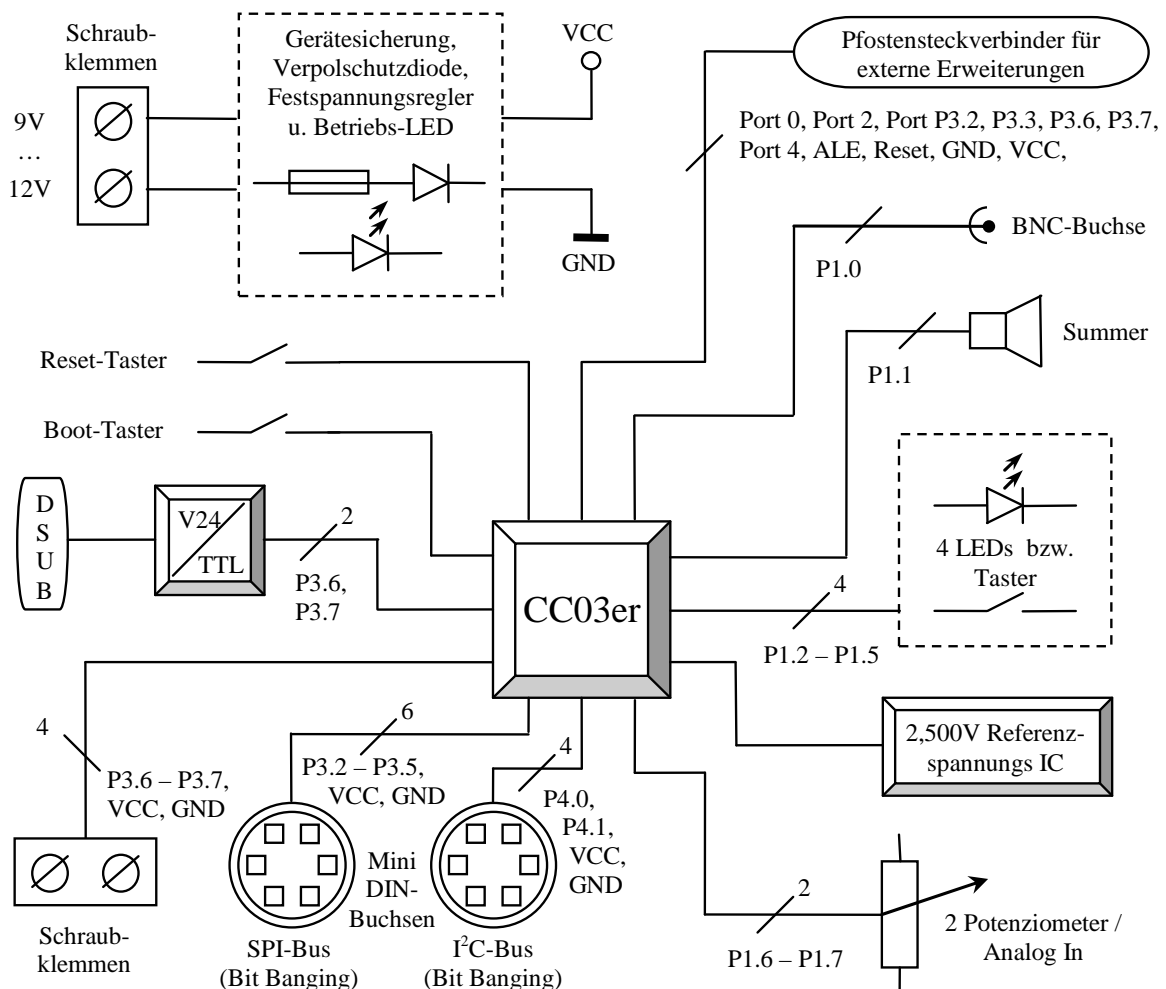 Schraub-
klemmen
9V
…
12V
Gerätesicherung,
Verpolschutzdiode,
Festspannungsregler
u. Betriebs-LED
VCC
GND
Pfostensteckverbinder für
externe Erweiterungen
Port 0, Port 2, Port P3.2, P3.3, P3.6, P3.7,
Port 4, ALE, Reset, GND, VCC,
BNC-Buchse
P1.0
Summer
P1.1
Reset-Taster
Boot-Taster
D
S
U
B
V24
TTL
2
P3.6,
P3.7
CC03er
4 LEDs bzw.
Taster
4
P1.2 – P1.5
2,500V Referenz-
spannungs IC
4
P3.6 – P3.7,
VCC, GND
Schraub-
klemmen
6
P3.2 – P3.5,
VCC, GND
Mini
DIN-
Buchsen
SPI-Bus
(Bit Banging)
4
P4.0,
P4.1,
VCC,
GND
I²C-Bus
(Bit Banging)
2
P1.6 – P1.7
2 Potenziometer /
Analog In